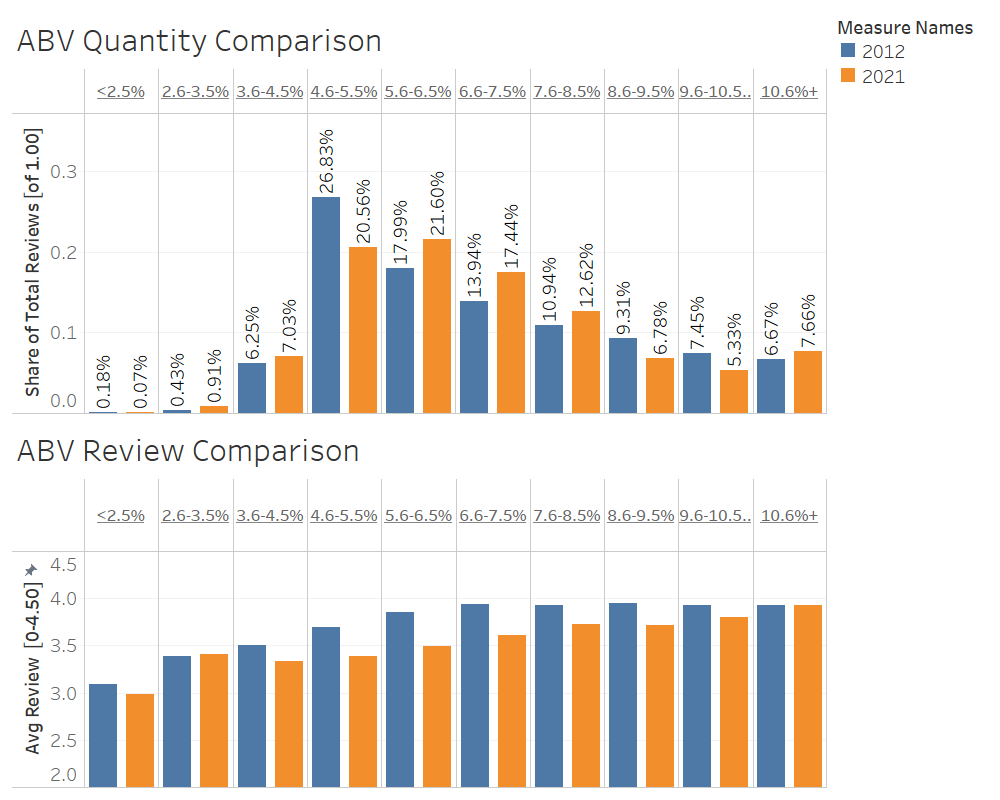 ABV Quantity Comparison
Measure Names
2012
2021
<2.5% 2.6-3.5% 3.6-4.5% 4.6-5.5% 5.6-6.5% 6.6-7.5% 7.6-8.5% 8.6-9.5% 9.6-10.5.. 10.6%+
Share of Total Reviews [of 1.00]
0.3
0.2
0.1
0.0
0.18% 0.07% 0.43% 0.91% 6.25% 7.03% 26.83% 20.56% 17.99% 21.60% 13.94% 17.44% 10.94% 12.62% 9.31% 6.78% 7.45% 5.33% 6.67% 7.66%
ABV Review Comparison
<2.5% 2.6-3.5% 3.6-4.5% 4.6-5.5% 5.6-6.5% 6.6-7.5% 7.6-8.5% 8.6-9.5% 9.6-10.5.. 10.6%+
Avg Review [0-4.50]
4.5
4.0
3.5
3.0
2.5
2.0